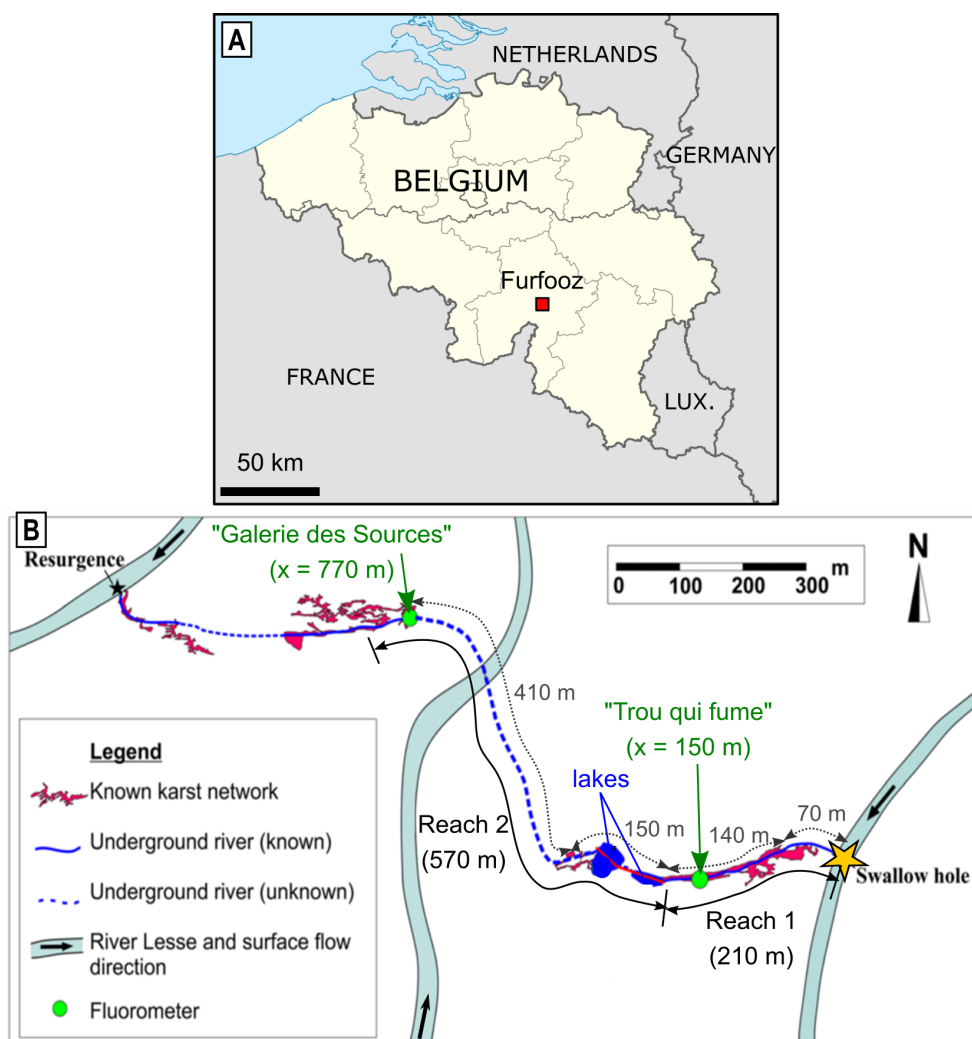 A
NETHERLANDS
GERMANY
BELGIUM
Furfooz
FRANCE
LUX.
50 km
B
"Galerie des Sources"
(x = 770 m)
Resurgence
0 100 200 300 m
N
410 m
"Trou qui fume"
(x = 150 m)
lakes
Reach 2
(570 m)
150 m
140 m
70 m
Swallow hole
Reach 1
(210 m)
Legend
Known karst network
Underground river (known)
Underground river (unknown)
River Lesse and surface flow
direction
Fluorometer